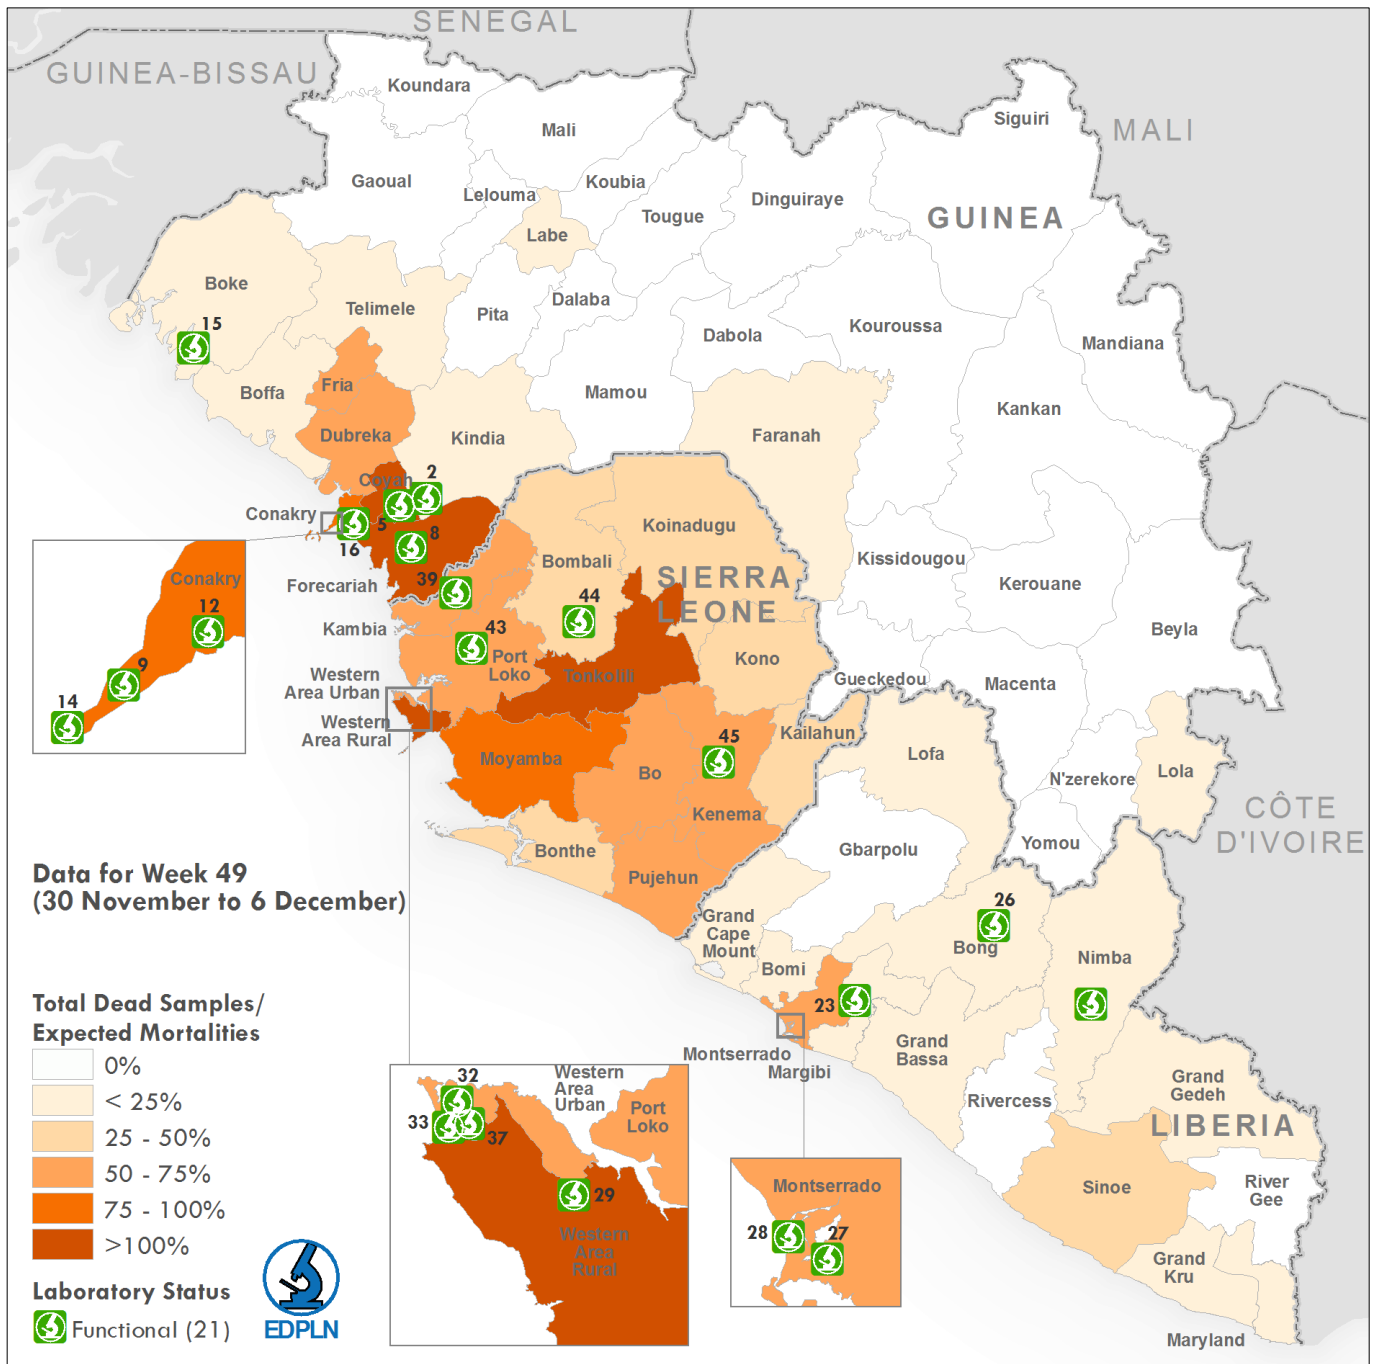 SENEGAL
GUINEA-BISSAU
MALI
Koundara
Mali
Siguiri
Gaoual
Lelouma
Koubia
Tougue
Dinguiraye
GUINEA
Labe
Boke
Telimele
Pita
Dalaba
Dabola
Kouroussa
Mandiana
15
Boffa
Fria
Mamou
Kankan
Dubreka
Kindia
Faranah
Coyah
2
Conakry
5
16
8
Koinadugu
Bombali
Kissidougou
Kerouane
Forecariah
39
SIERRA
LEONE
44
Kambia
43
Port
Loko
Beyla
Kono
Tonkolili
Gueckedou
Macenta
Western
Area Urban
Western
Area Rural
Conakry
12
9
14
Kailahun
45
Moyamba
Bo
Kenema
Lofa
N'zerekore
Lola
CÔTE
D'IVOIRE
Yomou
Gbarpolu
Bonthe
Pujehun
Data for Week 49
(30 November to 6 December)
26
Grand
Cape
Mount
Bong
Nimba
Bomi
23
Montserrado
Margibi
Grand
Bassa
Grand
Gedeh
Rivercess
LIBERIA
Sinoe
River
Gee
Grand
Kru
Maryland
Total Dead Samples/
Expected Mortalities
0%
< 25%
25 - 50%
50 - 75%
75 - 100%
>100%
Laboratory Status
Functional (21)
EDPLN
32
Western
Area
Urban
Port
Loko
33
37
29
Western
Area
Rural
Montserrado
28
27